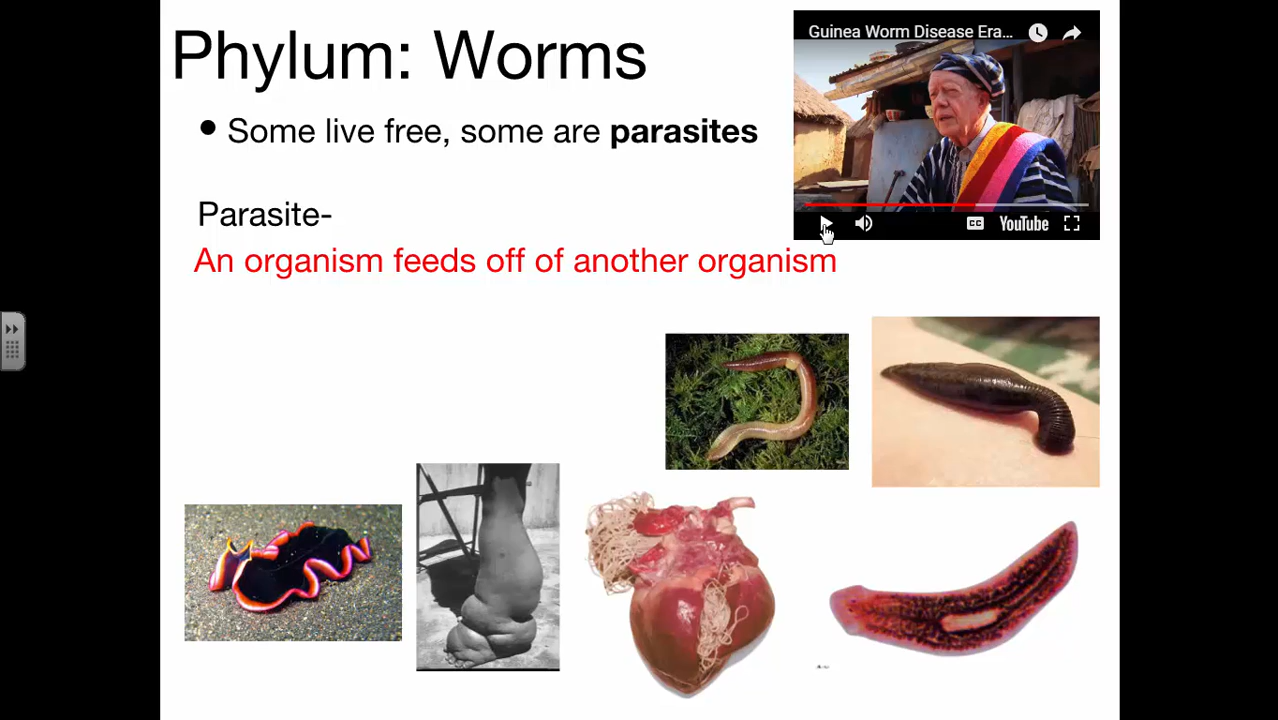 Phylum: Worms
Guinea Worm Disease Era...
• Some live free, some are parasites
Parasite-
An organism feeds off of another organism
CC
YouTube